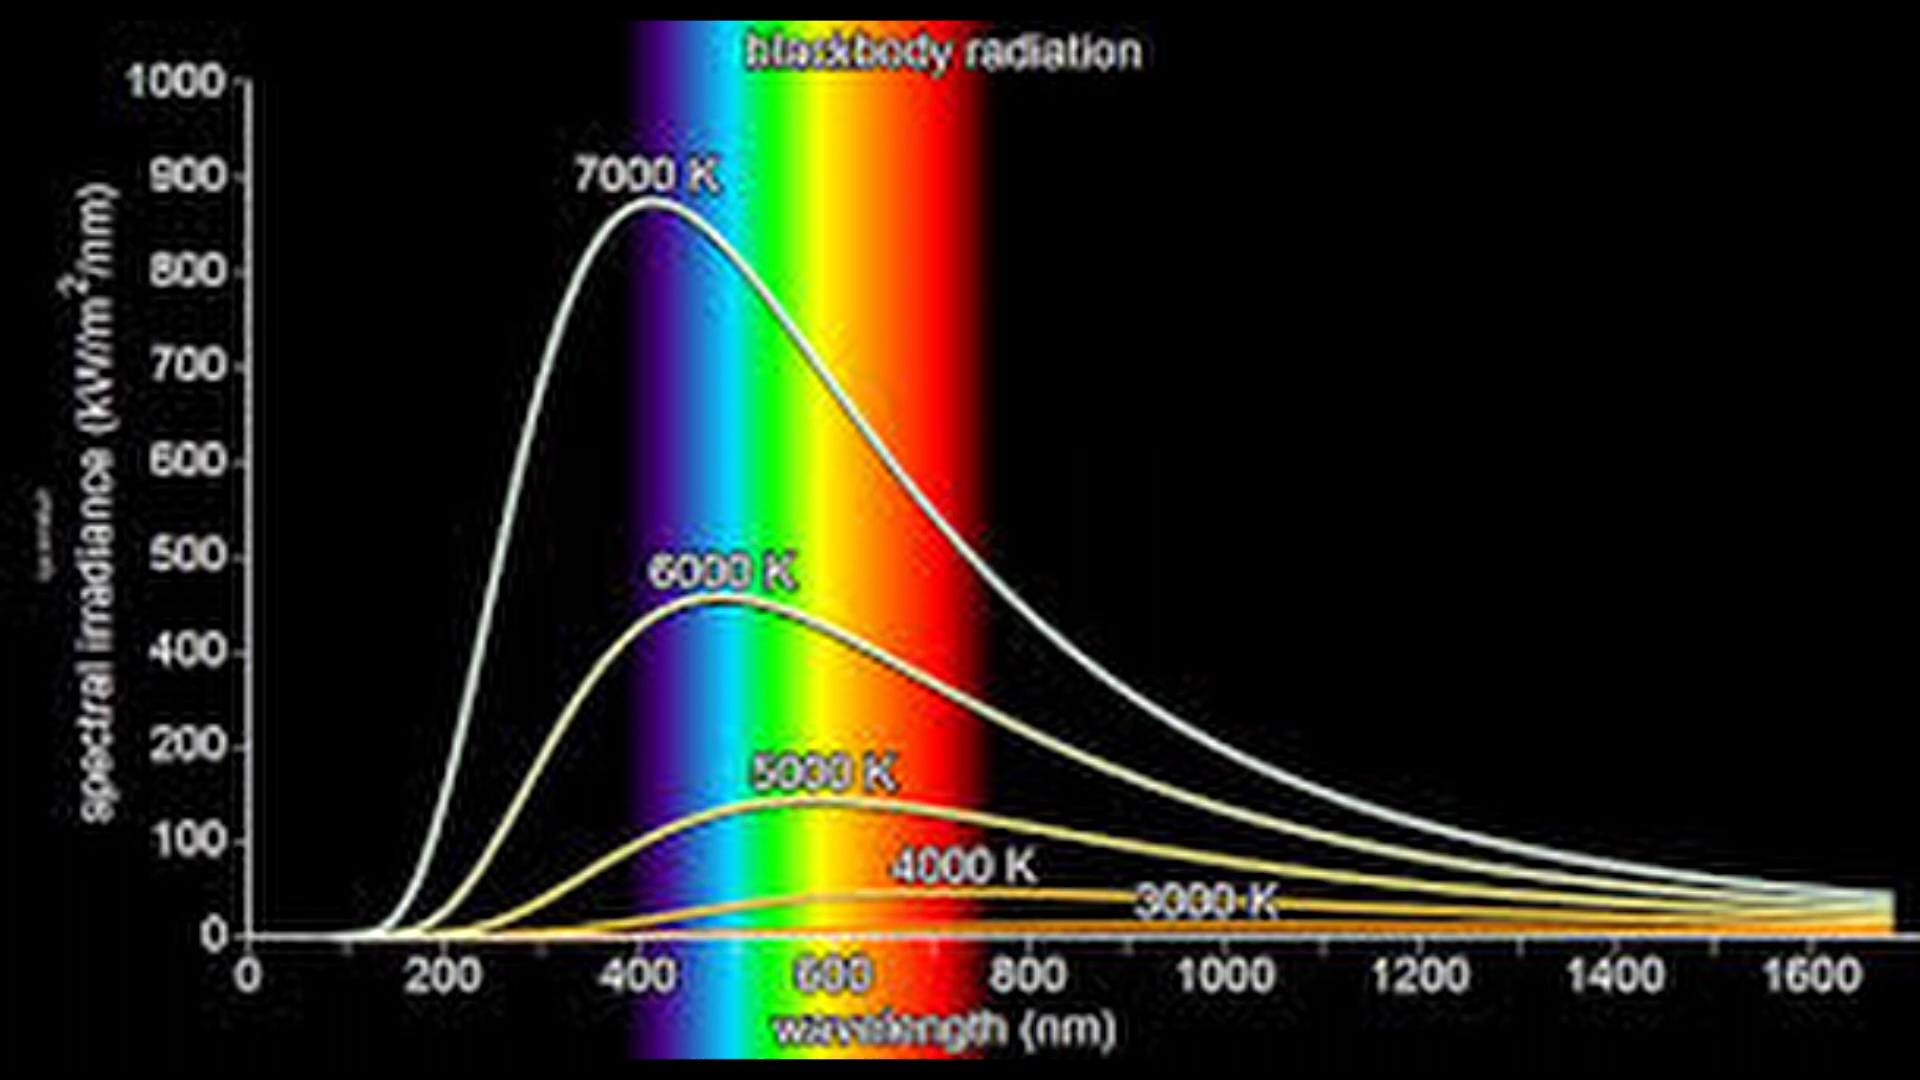 blackbody radiation
1000
900
800
700
600
500
400
200
100
0
spectral irradiance (kW/m²/nm)
7000 K
6000 K
5000 K
4000 K
3000 K
0 200 400 600 800 1000 1200 1400 1600
wavelength (nm)